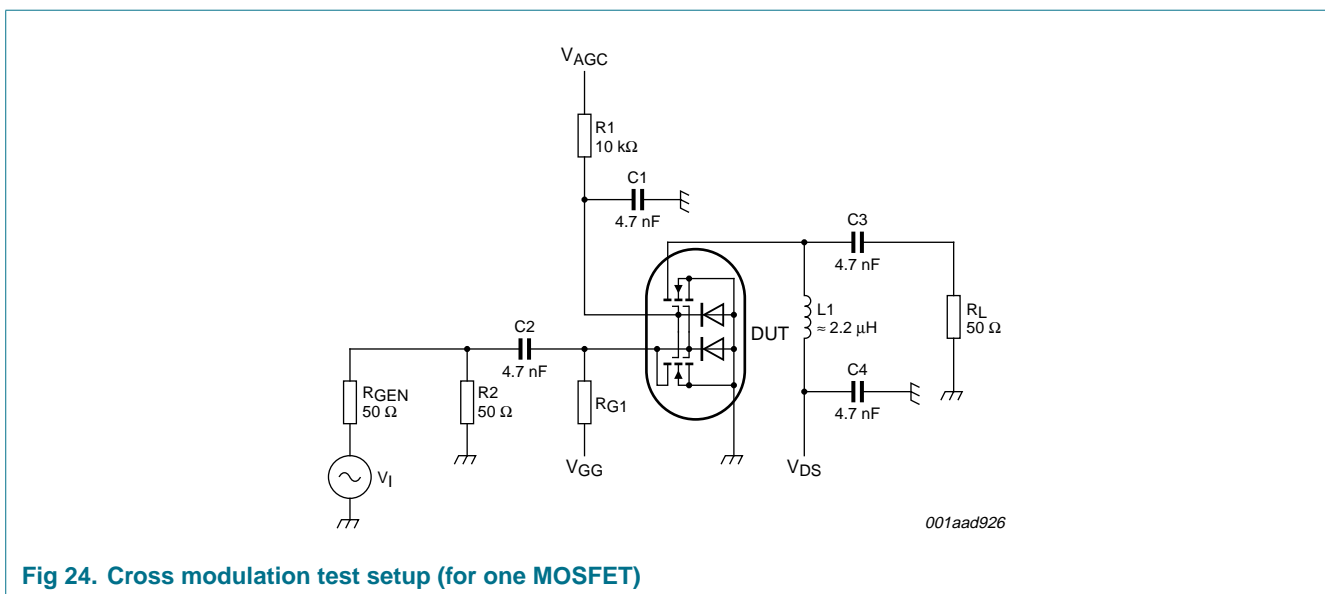 VAGC
R1
10 kΩ
C1
4.7 nF
C3
4.7 nF
L1
≈ 2.2 μH
RL
50 Ω
DUT
C2
4.7 nF
C4
4.7 nF
RGEN
50 Ω
R2
50 Ω
RG1
VI
VGG
VDS
001aad926
Fig 24. Cross modulation test setup (for one MOSFET)